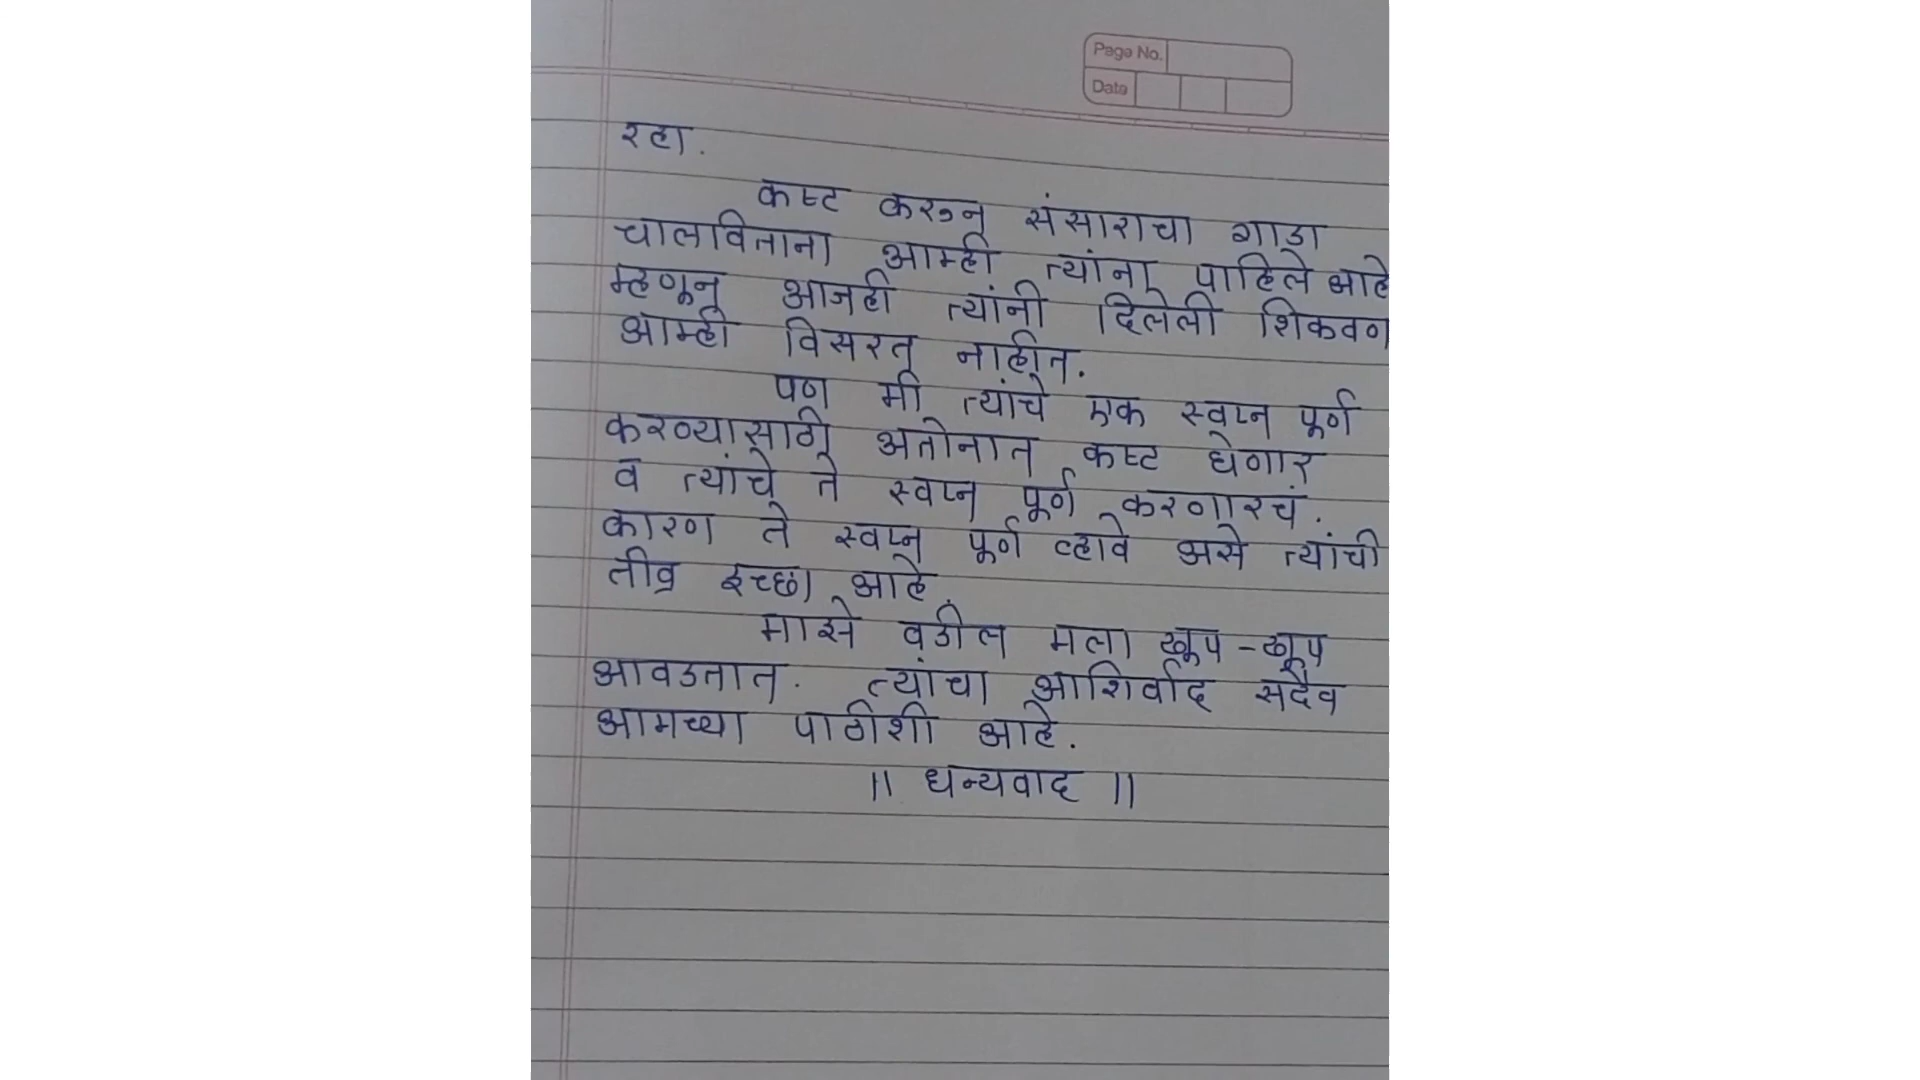 Page No.
Date
रहा.
कष्ट करून संसाराचा गाडा
चालविताना आम्ही त्यांना पाहिले आहे
म्हणून आजही त्यांनी दिलेली शिकवण
आम्ही विसरत नाहीत.
पण मी त्यांचे एक स्वप्न पूर्ण
करण्यासाठी अतोनात कष्ट घेणार
व त्यांचे ते स्वप्न पूर्ण करणारचं.
कारण ते स्वप्न पूर्ण व्हावे असे त्यांची
तीव्र इच्छा आहे.
माझे वडील मला खूप-खूप
आवडतात. त्यांचा आशिर्वाद सदैव
आमच्या पाठीशी आहे.
|| धन्यवाद ||